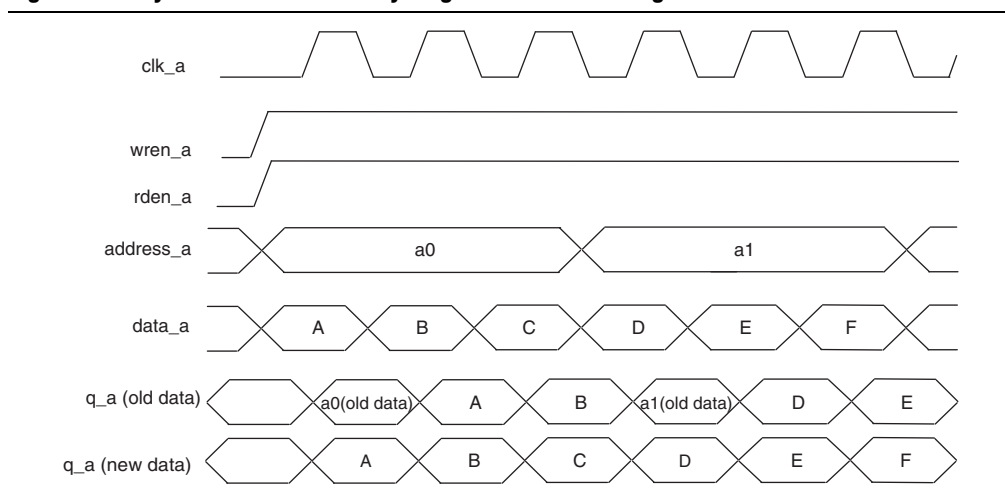 clk_a
wren_a
rden_a
address_a a0 a1
data_a A B C D E F
q_a (old data) a0(old data) A B a1(old data) D E
q_a (new data) A B C D E F